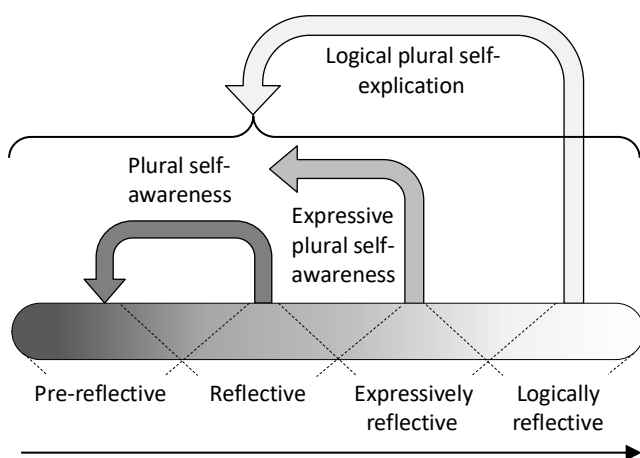 Logical plural self-
explication
Plural self-
awareness
Expressive
plural self-
awareness
Pre-reflective
Reflective
Expressively
reflective
Logically
reflective